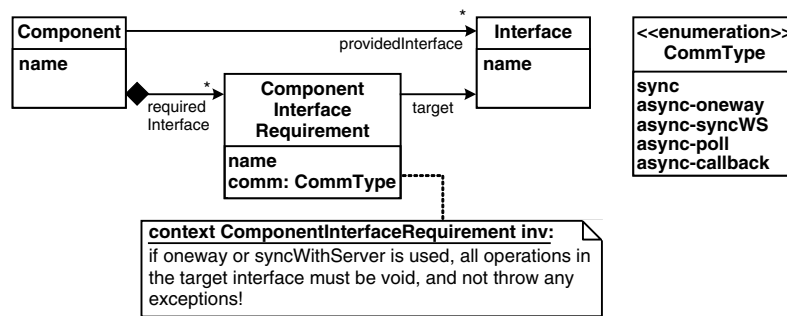 Component
name
*
providedInterface
Interface
name
<<enumeration>>
CommType
sync
async-oneway
async-syncWS
async-poll
async-callback
*
required
Interface
Component
Interface
Requirement
name
comm: CommType
target
context ComponentInterfaceRequirement inv:
if oneway or syncWithServer is used, all operations in
the target interface must be void, and not throw any
exceptions!